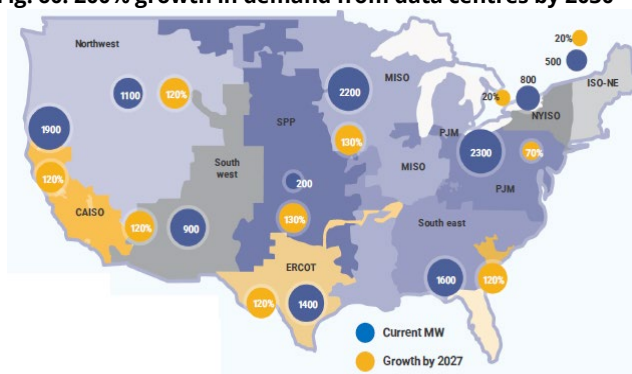 Fig. 60: 200% growth in demand from data centres by 2030
Northwest
20%
500
MISO
ISO-NE
800
20%
1100
120%
2200
NYISO
SPP
1900
130%
PJM
2300
70%
South
west
MISO
120%
200
PJM
CAISO
120%
900
130%
South east
ERCOT
120%
1400
1600
120%
Current MW
Growth by 2027